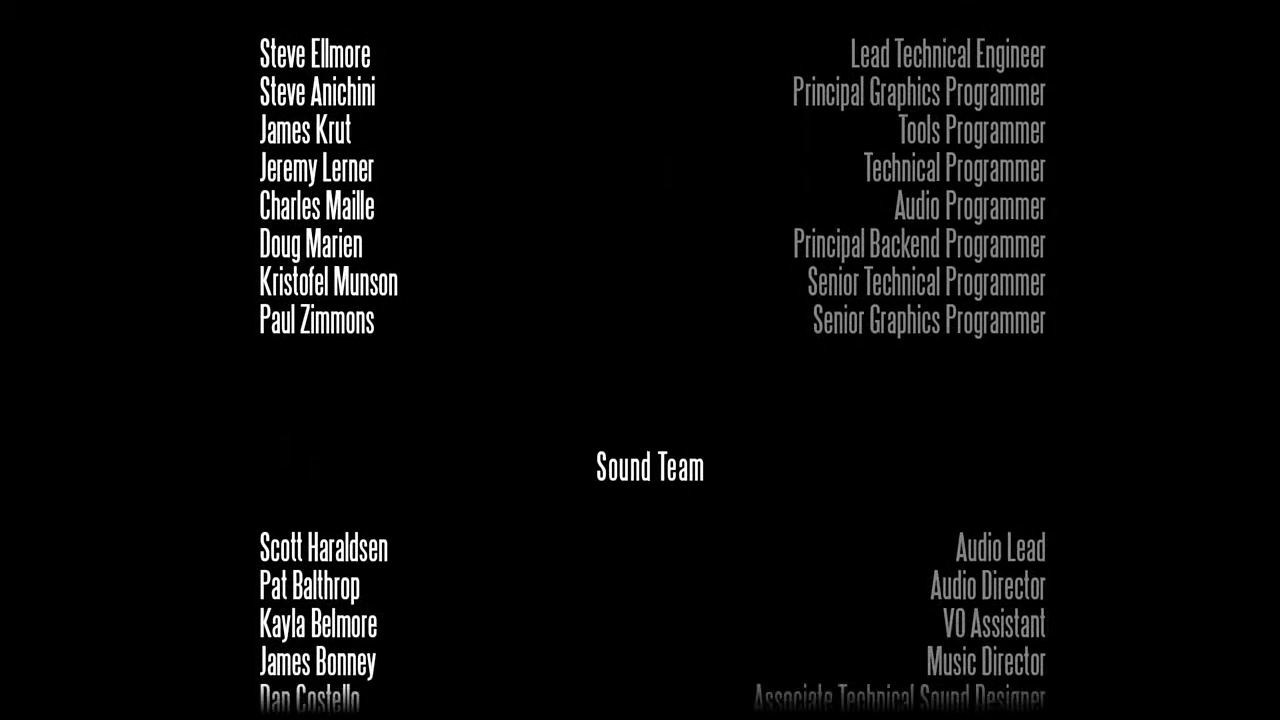 Steve Ellmore Lead Technical Engineer
Steve Anichini Principal Graphics Programmer
James Krut Tools Programmer
Jeremy Lerner Technical Programmer
Charles Maille Audio Programmer
Doug Marien Principal Backend Programmer
Kristofel Munson Senior Technical Programmer
Paul Zimmons Senior Graphics Programmer
Sound Team
Scott Haraldsen Audio Lead
Pat Balthrop Audio Director
Kayla Belmore VO Assistant
James Bonney Music Director
Dan Costello Associate Technical Sound Designer